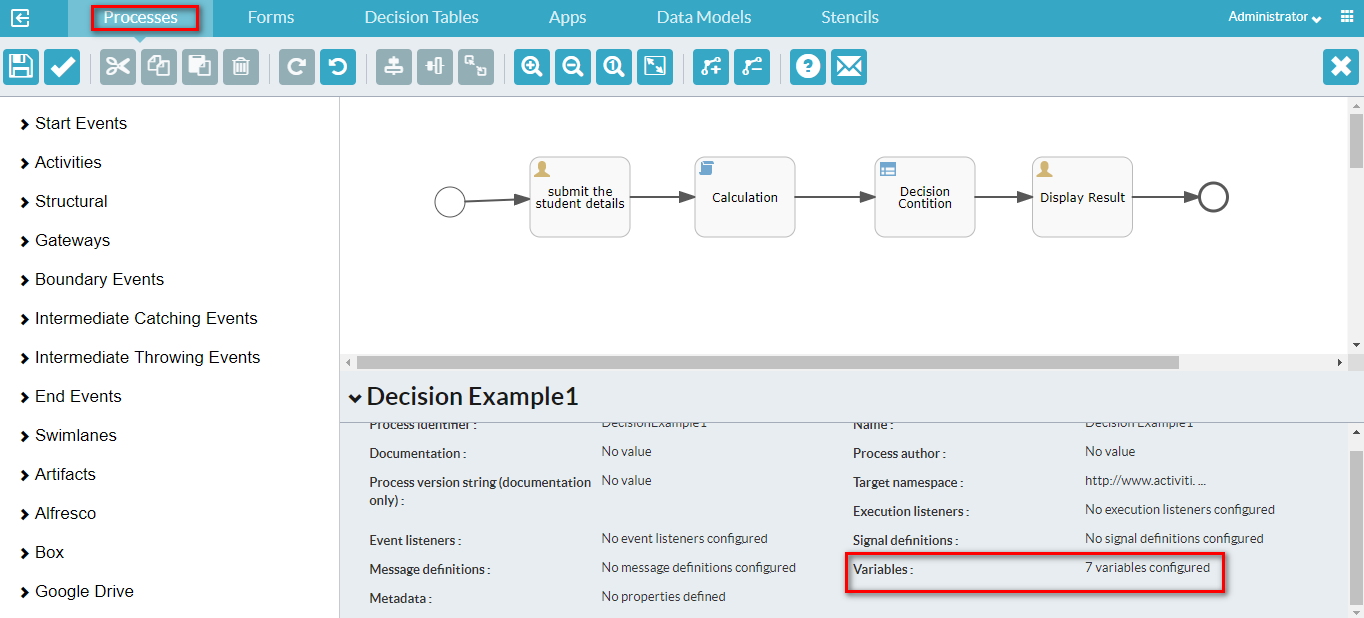 Processes
Forms
Decision Tables
Apps
Data Models
Stencils
Administrator
Start Events
Activities
Structural
Gateways
Boundary Events
Intermediate Catching Events
Intermediate Throwing Events
End Events
Swimlanes
Artifacts
Alfresco
Box
Google Drive
submit the
student details
Calculation
Decision
Contition
Display Result
Decision Example1
Process identifier :
DecisionExample1
Name :
Decision Example1
Documentation :
No value
Process author :
No value
Process version string (documentation
only) :
No value
Target namespace :
http://www.activiti. ...
Execution listeners :
No execution listeners configured
Event listeners :
No event listeners configured
Signal definitions :
No signal definitions configured
Message definitions :
No message definitions configured
Variables :
7 variables configured
Metadata :
No properties defined